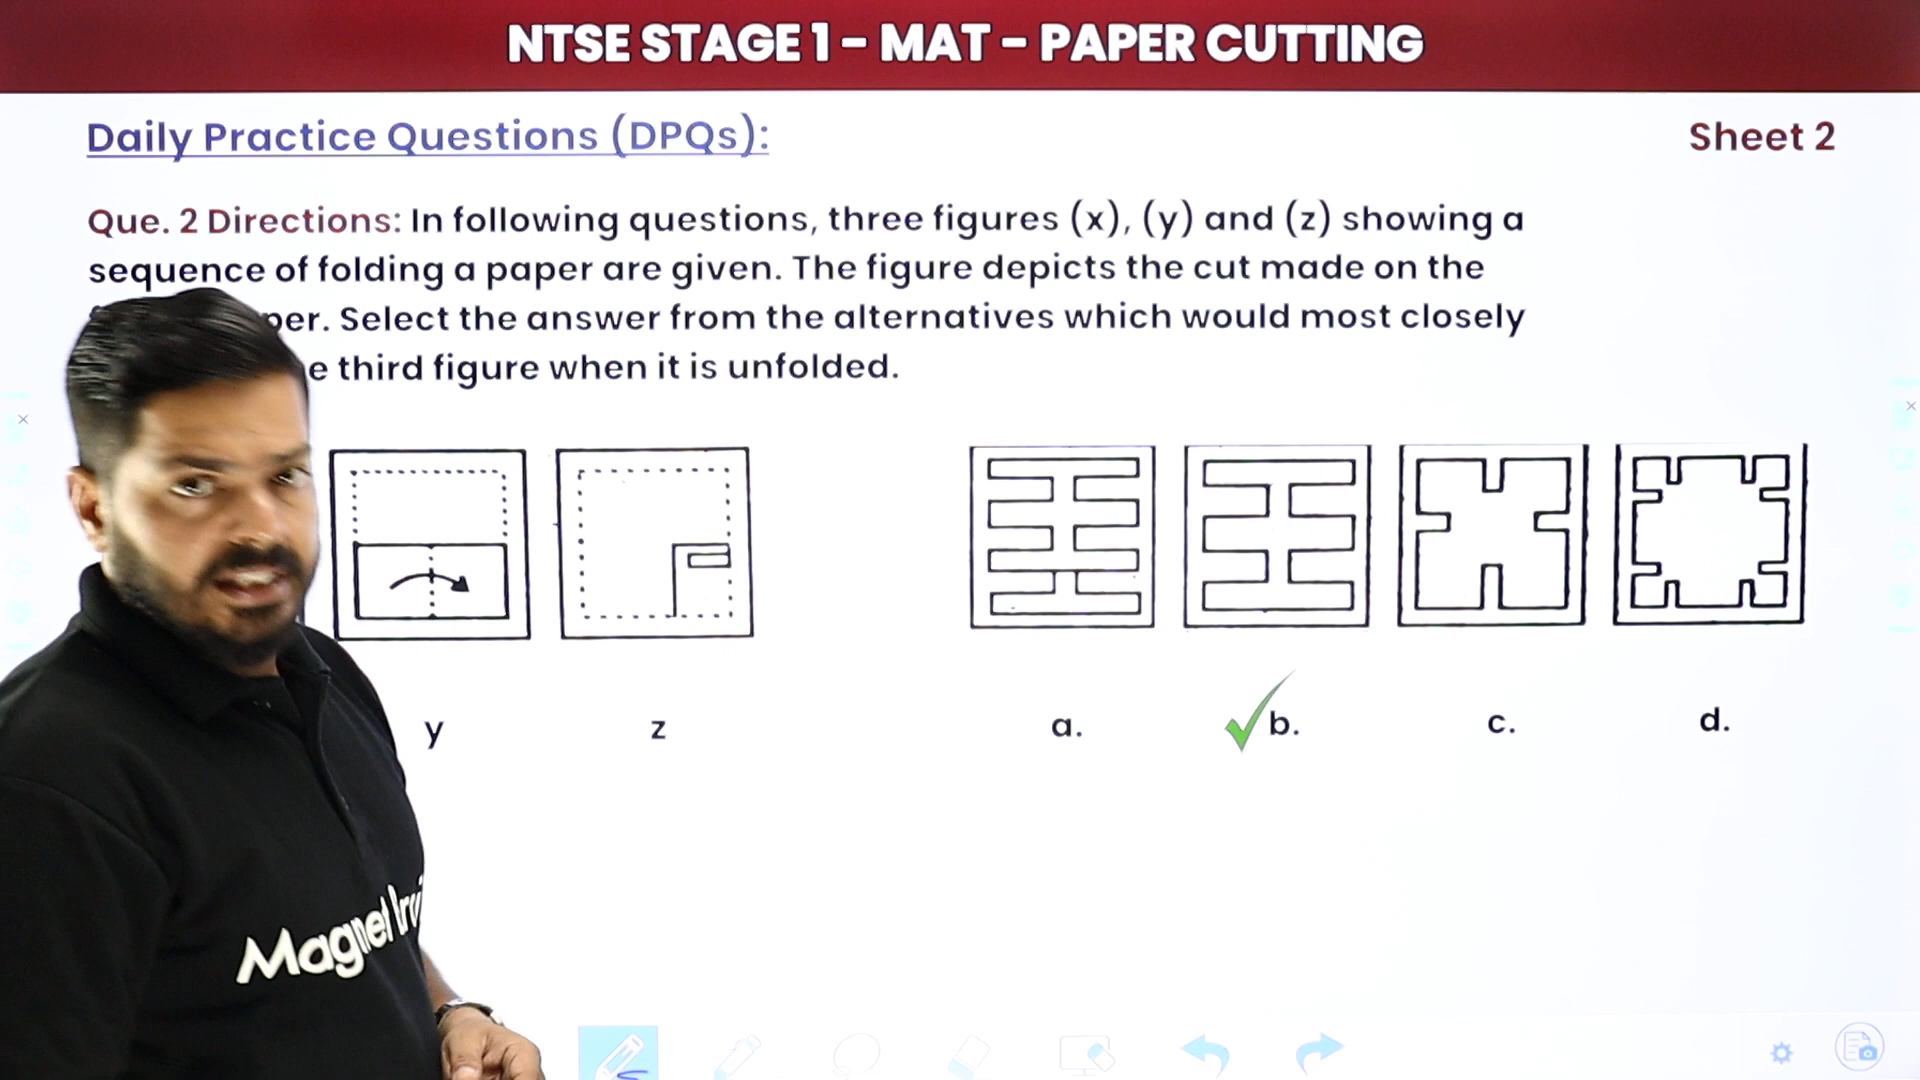 NTSE STAGE 1 – MAT – PAPER CUTTING
Daily Practice Questions (DPQs):
Sheet 2
Que. 2 Directions: In following questions, three figures (x), (y) and (z) showing a
sequence of folding a paper are given. The figure depicts the cut made on the
per. Select the answer from the alternatives which would most closely
e third figure when it is unfolded.
y
z
a.
b.
c.
d.
Magnet